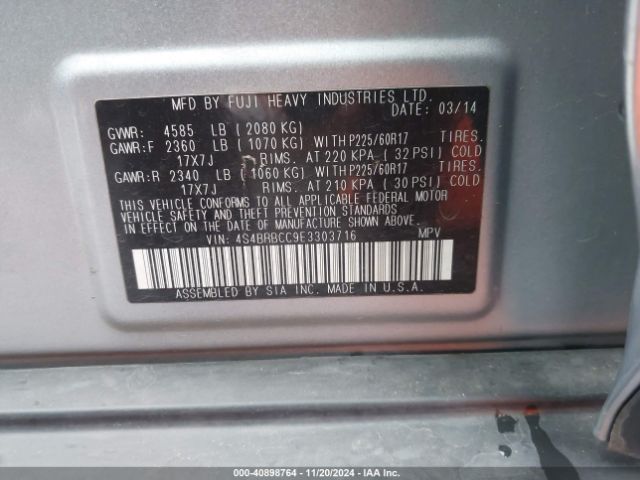 MFD BY FUJI HEAVY INDUSTRIES LTD.
DATE: 03/14
GVWR: 4585 LB ( 2080 KG)
GAWR:F 2360 LB ( 1070 KG) WITH P225/60R17 TIRES.
17X7J RIMS. AT 220 KPA ( 32 PSI) COLD
GAWR:R 2340 LB ( 1060 KG) WITH P225/60R17 TIRES.
17X7J RIMS. AT 210 KPA ( 30 PSI) COLD
THIS VEHICLE CONFORMS TO ALL APPLICABLE FEDERAL MOTOR
VEHICLE SAFETY AND THEFT PREVENTION STANDARDS
IN EFFECT ON THE DATE OF MANUFACTURE SHOWN ABOVE.
VIN: 4S4BRBCC9E3303716 MPV
ASSEMBLED BY SIA INC. MADE IN U.S.A.
000-40898764 - 11/20/2024 - IAA Inc.